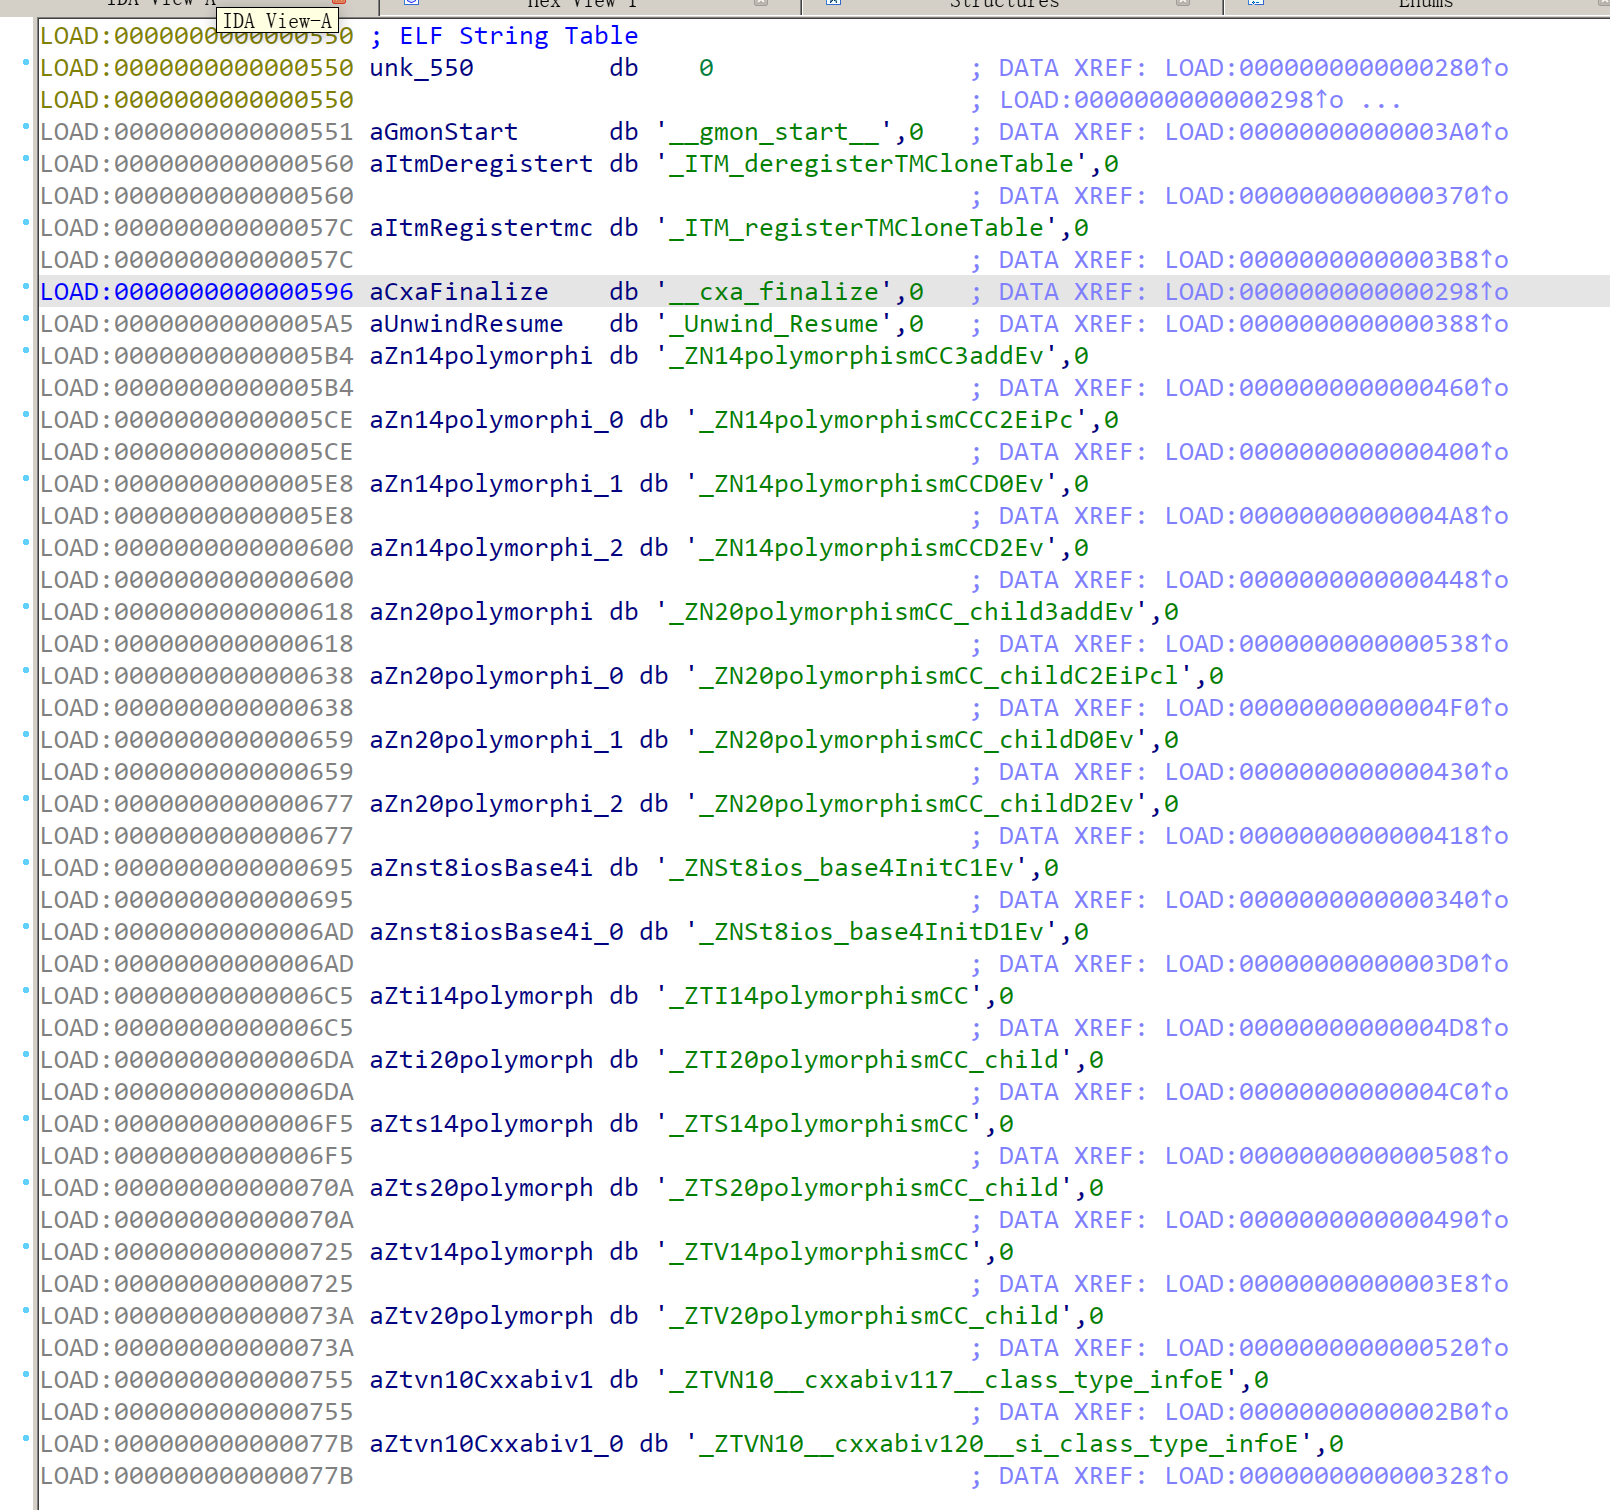 IDA View-A Hex View-1 Structures Enums
IDA View-A
LOAD:0000000000000550 ; ELF String Table
LOAD:0000000000000550 unk_550 db 0 ; DATA XREF: LOAD:0000000000000280↑o
LOAD:0000000000000550 ; LOAD:0000000000000298↑o ...
LOAD:0000000000000551 aGmonStart db '__gmon_start__',0 ; DATA XREF: LOAD:00000000000003A0↑o
LOAD:0000000000000560 aItmDeregistert db '_ITM_deregisterTMCloneTable',0
LOAD:0000000000000560 ; DATA XREF: LOAD:0000000000000370↑o
LOAD:000000000000057C aItmRegistertmc db '_ITM_registerTMCloneTable',0
LOAD:000000000000057C ; DATA XREF: LOAD:00000000000003B8↑o
LOAD:0000000000000596 aCxaFinalize db '__cxa_finalize',0 ; DATA XREF: LOAD:0000000000000298↑o
LOAD:00000000000005A5 aUnwindResume db '_Unwind_Resume',0 ; DATA XREF: LOAD:0000000000000388↑o
LOAD:00000000000005B4 aZn14polymorphi db '_ZN14polymorphismCC3addEv',0
LOAD:00000000000005B4 ; DATA XREF: LOAD:0000000000000460↑o
LOAD:00000000000005CE aZn14polymorphi_0 db '_ZN14polymorphismCCC2EiPc',0
LOAD:00000000000005CE ; DATA XREF: LOAD:0000000000000400↑o
LOAD:00000000000005E8 aZn14polymorphi_1 db '_ZN14polymorphismCCD0Ev',0
LOAD:00000000000005E8 ; DATA XREF: LOAD:00000000000004A8↑o
LOAD:0000000000000600 aZn14polymorphi_2 db '_ZN14polymorphismCCD2Ev',0
LOAD:0000000000000600 ; DATA XREF: LOAD:0000000000000448↑o
LOAD:0000000000000618 aZn20polymorphi db '_ZN20polymorphismCC_child3addEv',0
LOAD:0000000000000618 ; DATA XREF: LOAD:0000000000000538↑o
LOAD:0000000000000638 aZn20polymorphi_0 db '_ZN20polymorphismCC_childC2EiPcl',0
LOAD:0000000000000638 ; DATA XREF: LOAD:00000000000004F0↑o
LOAD:0000000000000659 aZn20polymorphi_1 db '_ZN20polymorphismCC_childD0Ev',0
LOAD:0000000000000659 ; DATA XREF: LOAD:0000000000000430↑o
LOAD:0000000000000677 aZn20polymorphi_2 db '_ZN20polymorphismCC_childD2Ev',0
LOAD:0000000000000677 ; DATA XREF: LOAD:0000000000000418↑o
LOAD:0000000000000695 aZnst8iosBase4i db '_ZNSt8ios_base4InitC1Ev',0
LOAD:0000000000000695 ; DATA XREF: LOAD:0000000000000340↑o
LOAD:00000000000006AD aZnst8iosBase4i_0 db '_ZNSt8ios_base4InitD1Ev',0
LOAD:00000000000006AD ; DATA XREF: LOAD:00000000000003D0↑o
LOAD:00000000000006C5 aZti14polymorph db '_ZTI14polymorphismCC',0
LOAD:00000000000006C5 ; DATA XREF: LOAD:00000000000004D8↑o
LOAD:00000000000006DA aZti20polymorph db '_ZTI20polymorphismCC_child',0
LOAD:00000000000006DA ; DATA XREF: LOAD:00000000000004C0↑o
LOAD:00000000000006F5 aZts14polymorph db '_ZTS14polymorphismCC',0
LOAD:00000000000006F5 ; DATA XREF: LOAD:0000000000000508↑o
LOAD:000000000000070A aZts20polymorph db '_ZTS20polymorphismCC_child',0
LOAD:000000000000070A ; DATA XREF: LOAD:0000000000000490↑o
LOAD:0000000000000725 aZtv14polymorph db '_ZTV14polymorphismCC',0
LOAD:0000000000000725 ; DATA XREF: LOAD:00000000000003E8↑o
LOAD:000000000000073A aZtv20polymorph db '_ZTV20polymorphismCC_child',0
LOAD:000000000000073A ; DATA XREF: LOAD:0000000000000520↑o
LOAD:0000000000000755 aZtvn10Cxxabiv1 db '_ZTVN10__cxxabiv117__class_type_infoE',0
LOAD:0000000000000755 ; DATA XREF: LOAD:00000000000002B0↑o
LOAD:000000000000077B aZtvn10Cxxabiv1_0 db '_ZTVN10__cxxabiv120__si_class_type_infoE',0
LOAD:000000000000077B ; DATA XREF: LOAD:0000000000000328↑o